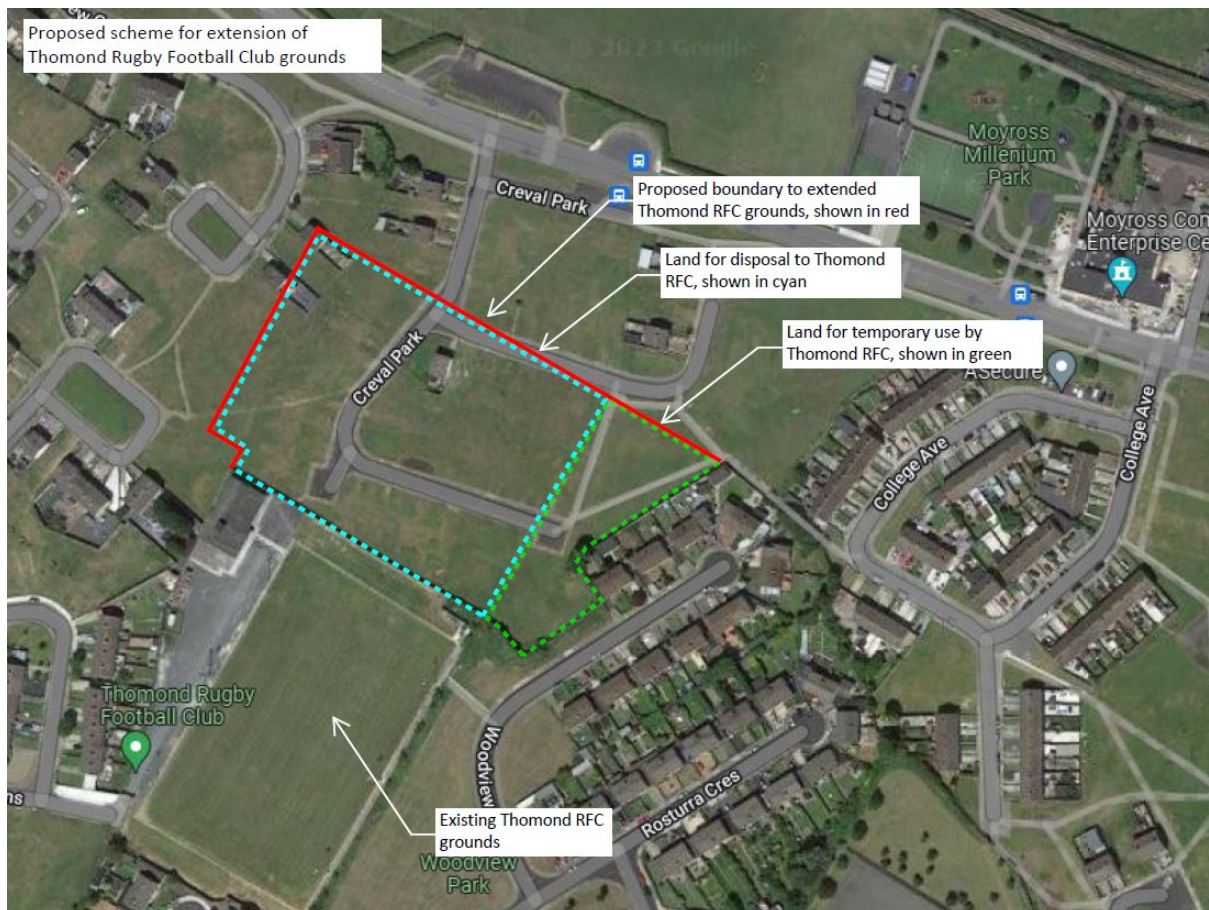 Proposed scheme for extension of
Thomond Rugby Football Club grounds
© 2023 Google
Moyross
Millenium
Park
Creval Park
Proposed boundary to extended
Thomond RFC grounds, shown in red
Moyross Con
Enterprise Ce
Land for disposal to Thomond
RFC, shown in cyan
Land for temporary use by
Thomond RFC, shown in green
ASecure
Creval Park
College Ave
College Ave
Thomond Rugby
Football Club
Woodview
Rosturra Cres
ns
Existing Thomond RFC
grounds
Woodview
Park